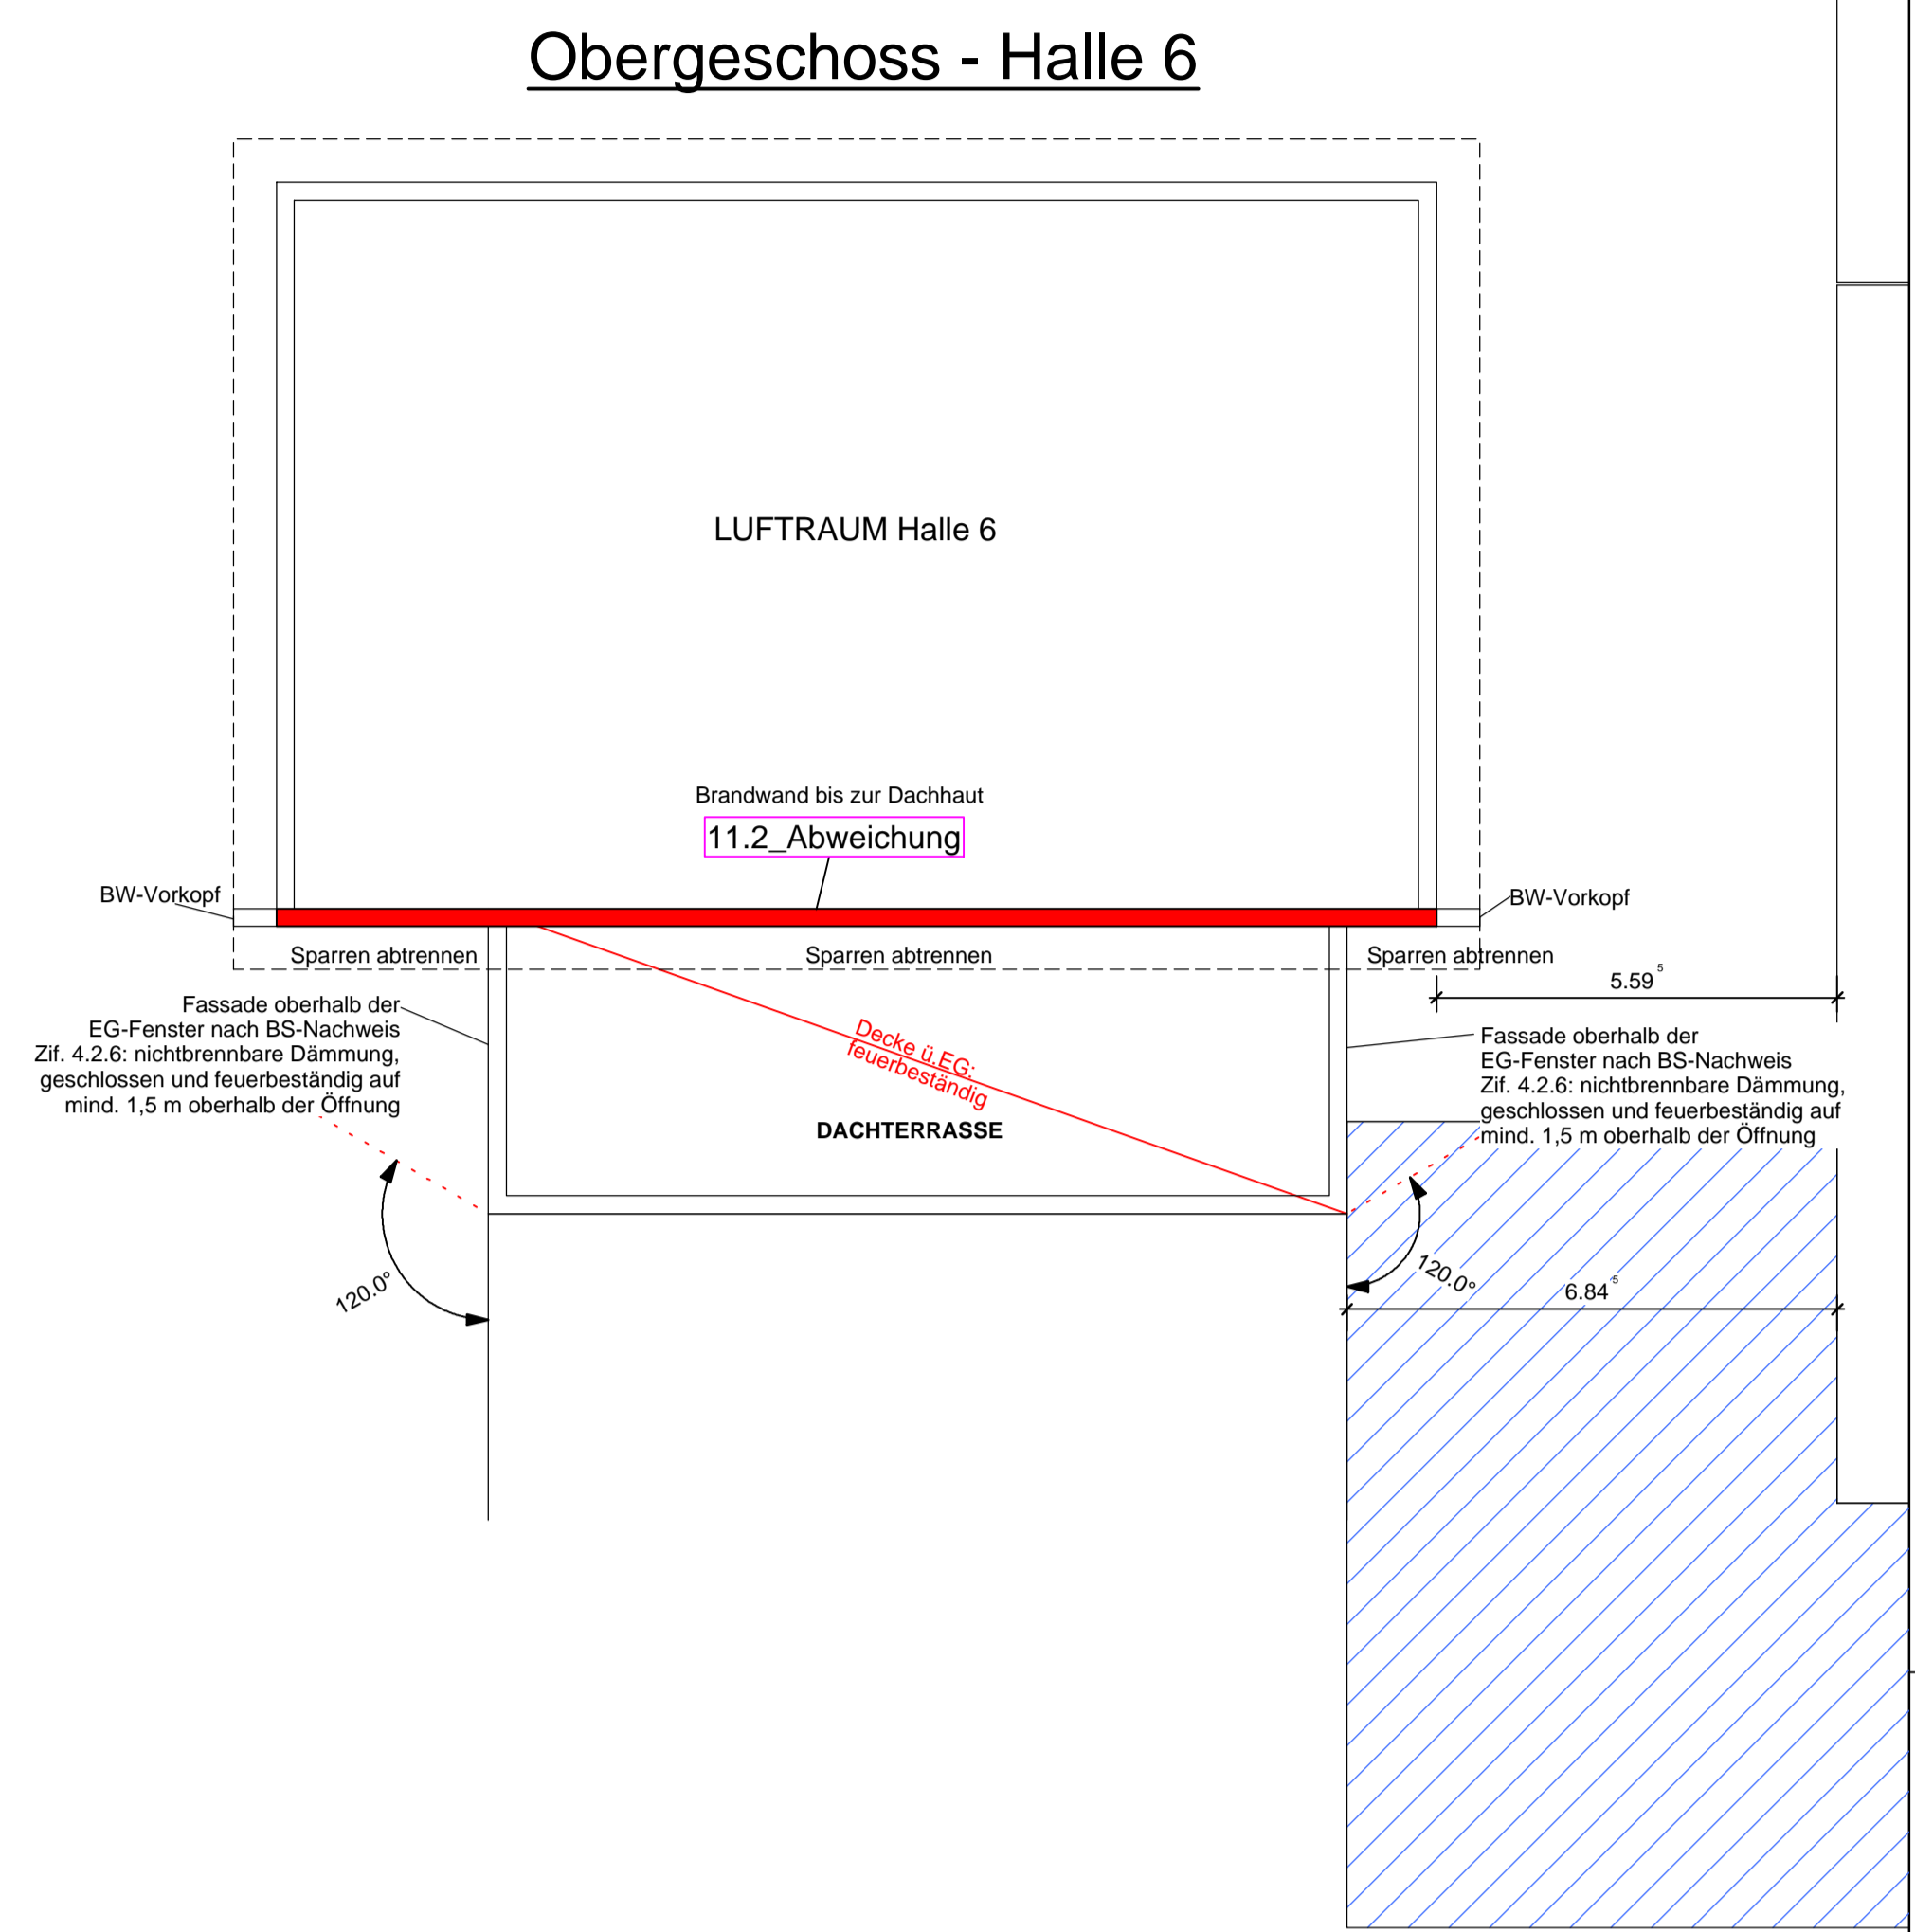 Obergeschoss - Halle 6
LUFTRAUM Halle 6
Brandwand bis zur Dachhaut
11.2_Abweichung
BW-Vorkopf
BW-Vorkopf
Sparren abtrennen
Sparren abtrennen
Sparren abtrennen
5.59⁵
Fassade oberhalb der
EG-Fenster nach BS-Nachweis
Zif. 4.2.6: nichtbrennbare Dämmung,
geschlossen und feuerbeständig auf
mind. 1,5 m oberhalb der Öffnung
Decke ü.EG:
feuerbeständig
Fassade oberhalb der
EG-Fenster nach BS-Nachweis
Zif. 4.2.6: nichtbrennbare Dämmung,
geschlossen und feuerbeständig auf
mind. 1,5 m oberhalb der Öffnung
DACHTERRASSE
120.0°
120.0°
6.84⁵